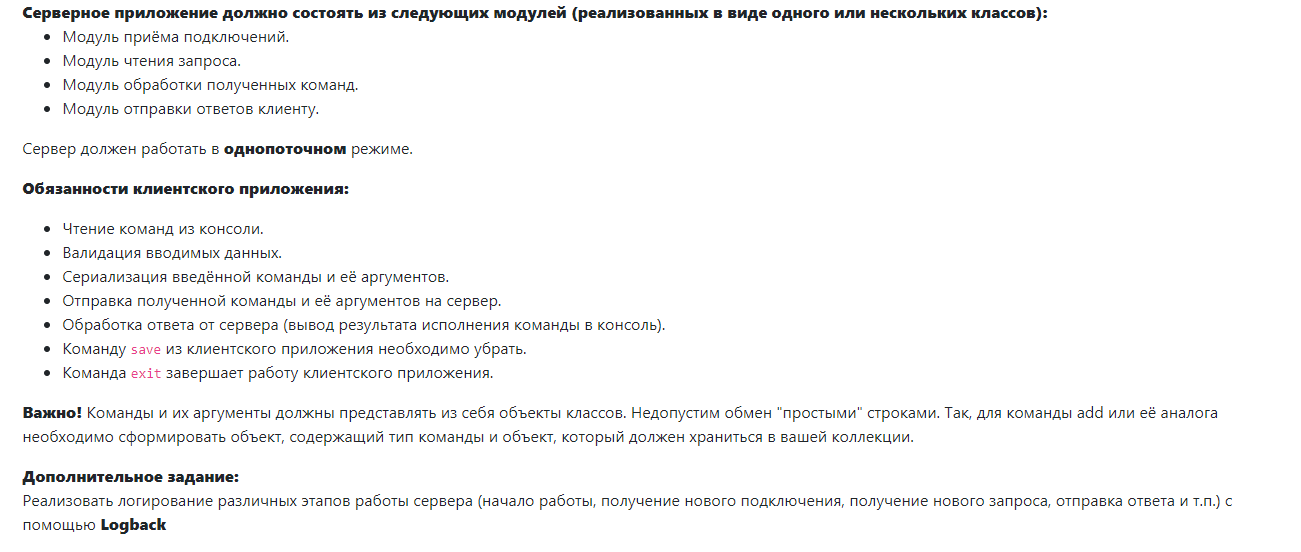 Серверное приложение должно состоять из следующих модулей (реализованных в виде одного или нескольких классов):
• Модуль приёма подключений.
• Модуль чтения запроса.
• Модуль обработки полученных команд.
• Модуль отправки ответов клиенту.
Сервер должен работать в однопоточном режиме.
Обязанности клиентского приложения:
• Чтение команд из консоли.
• Валидация вводимых данных.
• Сериализация введённой команды и её аргументов.
• Отправка полученной команды и её аргументов на сервер.
• Обработка ответа от сервера (вывод результата исполнения команды в консоль).
• Команду save из клиентского приложения необходимо убрать.
• Команда exit завершает работу клиентского приложения.
Важно! Команды и их аргументы должны представлять из себя объекты классов. Недопустим обмен "простыми" строками. Так, для команды add или её аналога
необходимо сформировать объект, содержащий тип команды и объект, который должен храниться в вашей коллекции.
Дополнительное задание:
Реализовать логирование различных этапов работы сервера (начало работы, получение нового подключения, получение нового запроса, отправка ответа и т.п.) с
помощью Logback